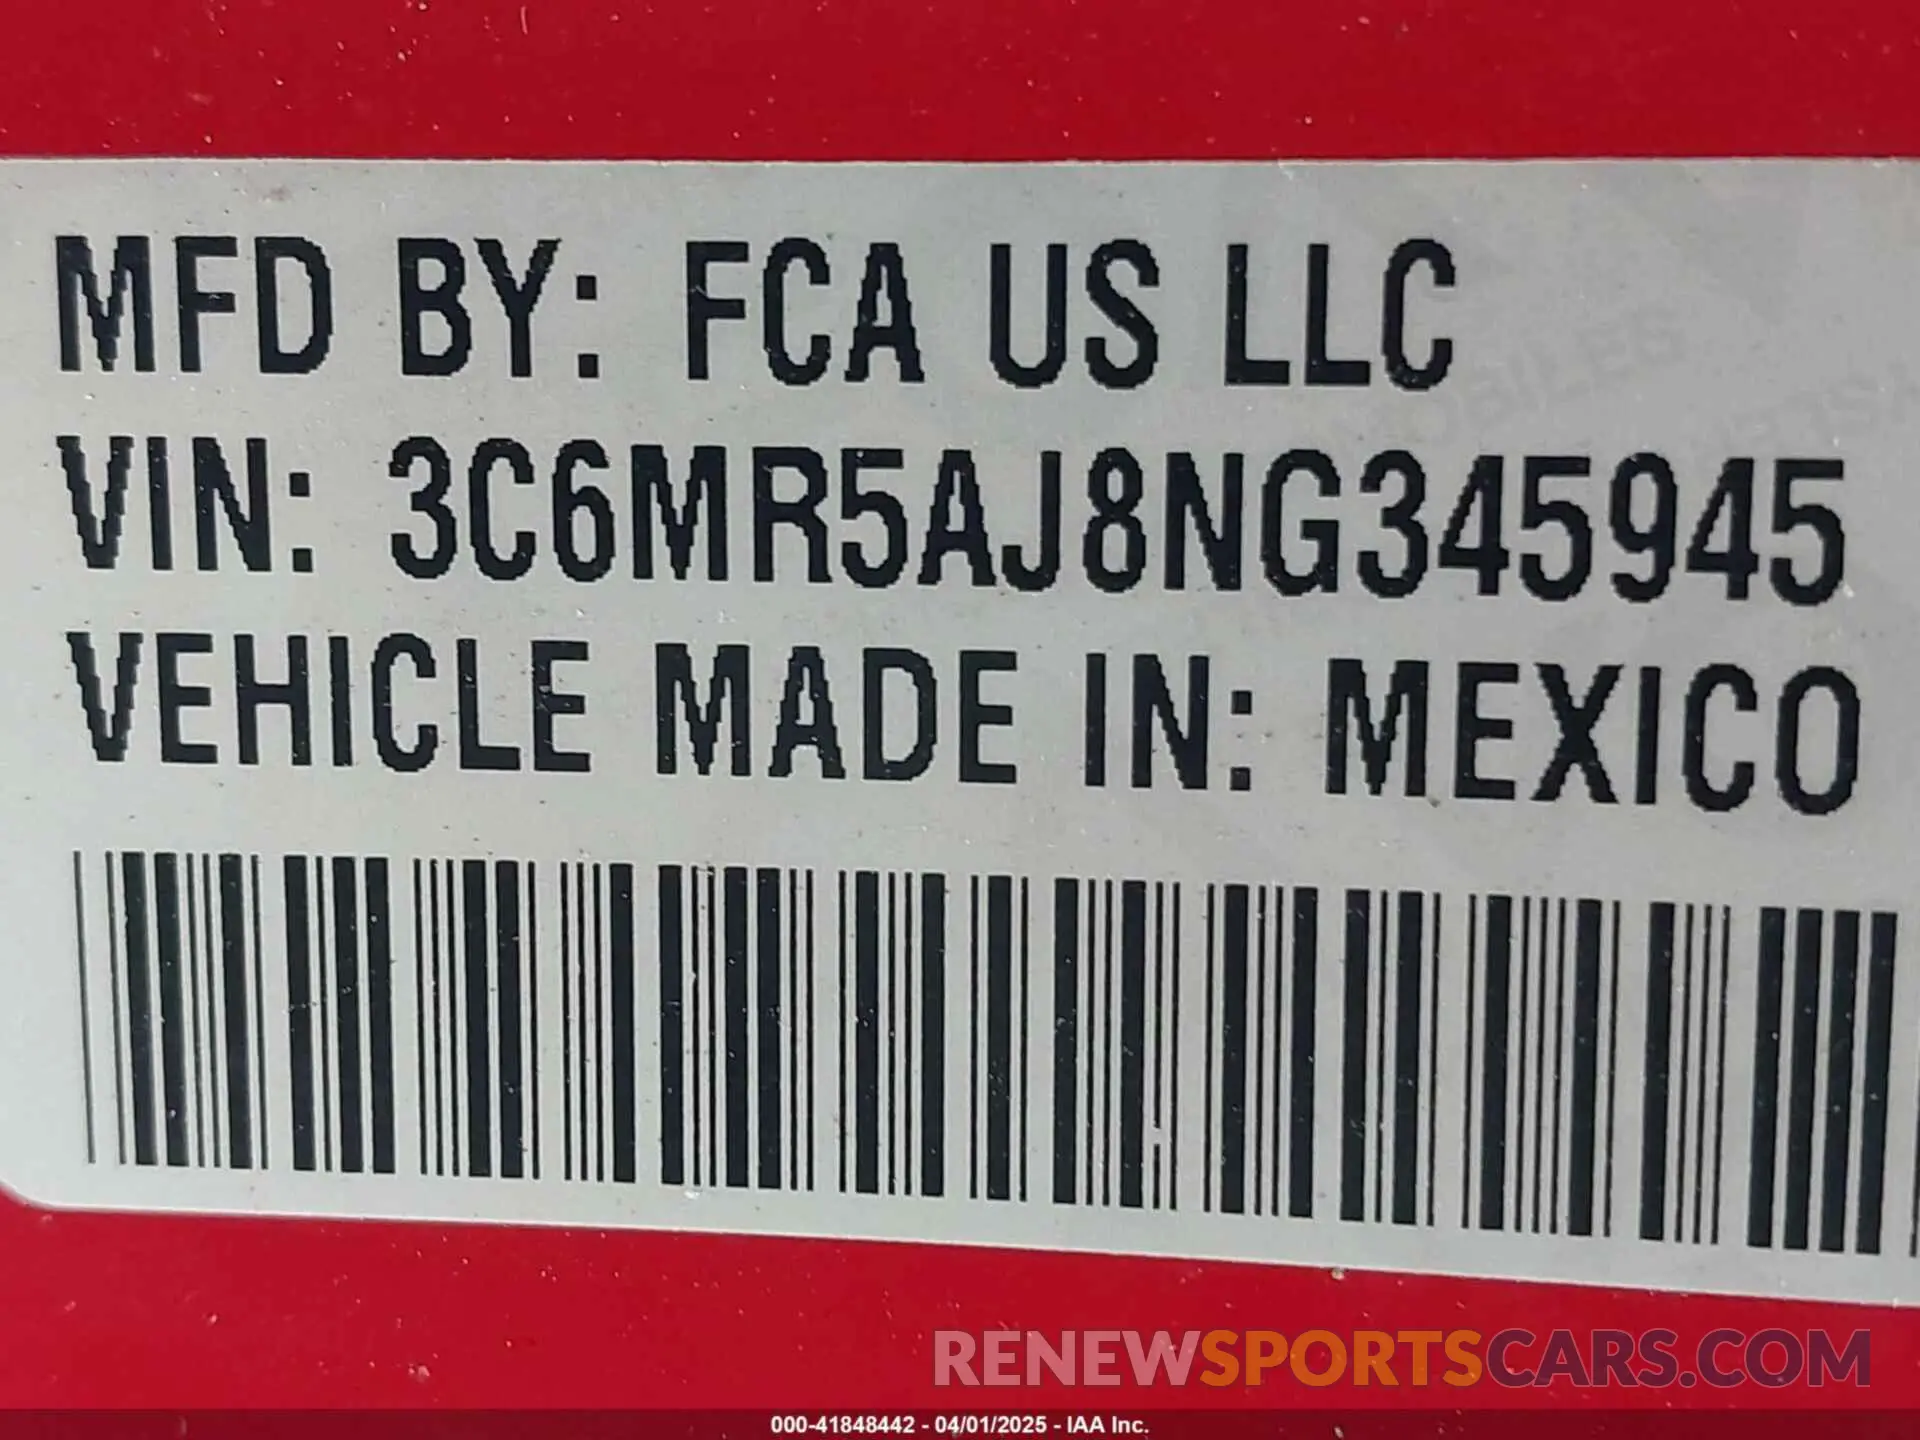 MFD BY: FCA US LLC
VIN: 3C6MR5AJ8NG345945
VEHICLE MADE IN: MEXICO
RENEWSPORTSCARS.COM
000-41848442 - 04/01/2025 - IAA Inc.